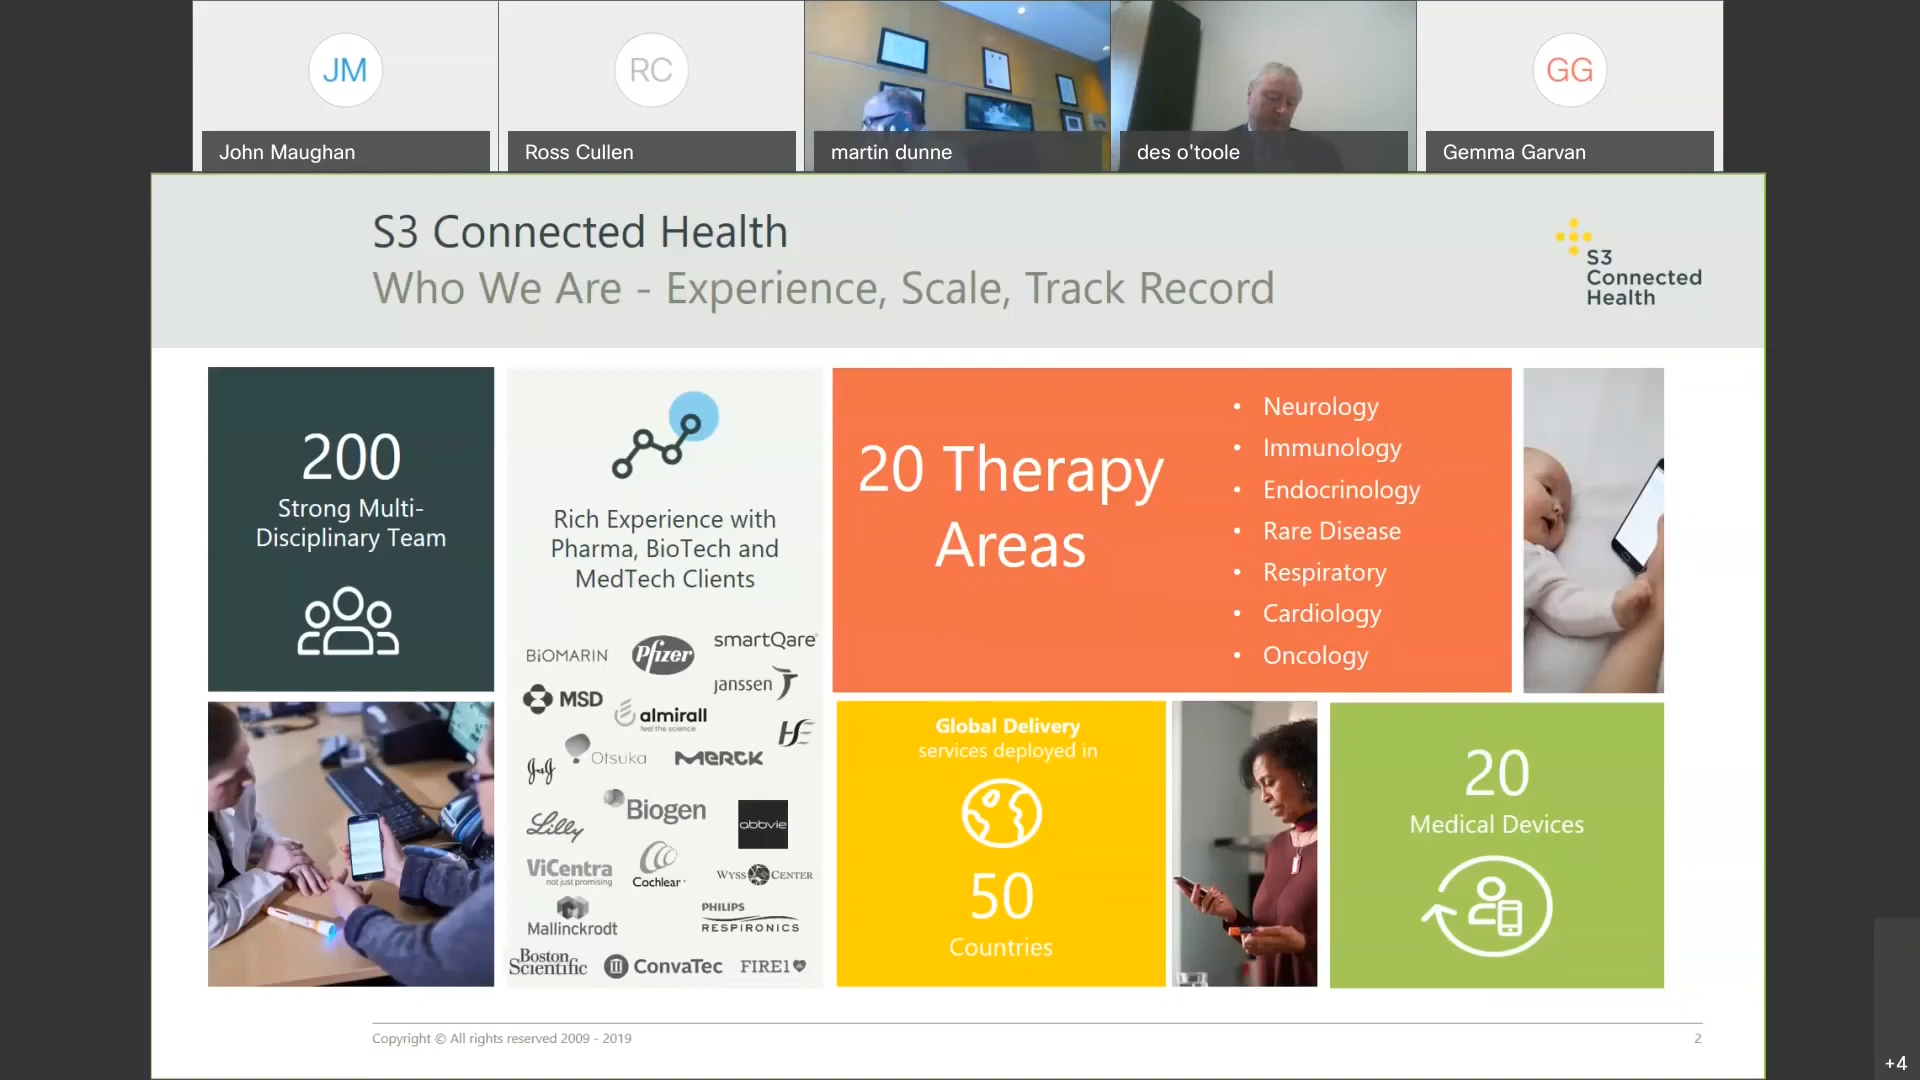 JM
RC
GG
John Maughan
Ross Cullen
martin dunne
des o'toole
Gemma Garvan
S3 Connected Health
Who We Are - Experience, Scale, Track Record
S3
Connected
Health
200
Strong Multi-
Disciplinary Team
Rich Experience with
Pharma, BioTech and
MedTech Clients
BiOMARIN
Pfizer
smartQare
janssen
MSD
almirall
feel the science
HE
J&J
Otsuka
MERCK
Lilly
Biogen
abbvie
ViCentra
not just promising
Cochlear
WYSS CENTER
Mallinckrodt
PHILIPS
RESPIRONICS
Boston
Scientific
ConvaTec
FIRE1
20 Therapy
Areas
• Neurology
• Immunology
• Endocrinology
• Rare Disease
• Respiratory
• Cardiology
• Oncology
Global Delivery
services deployed in
50
Countries
20
Medical Devices
Copyright © All rights reserved 2009 - 2019
2
+4